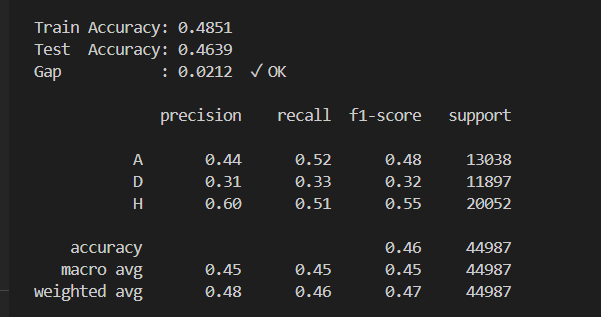 Train Accuracy: 0.4851
Test  Accuracy: 0.4639
Gap           : 0.0212  ✓ OK
precision    recall  f1-score   support
A       0.44      0.52      0.48     13038
D       0.31      0.33      0.32     11897
H       0.60      0.51      0.55     20052
accuracy                           0.46     44987
macro avg       0.45      0.45      0.45     44987
weighted avg       0.48      0.46      0.47     44987